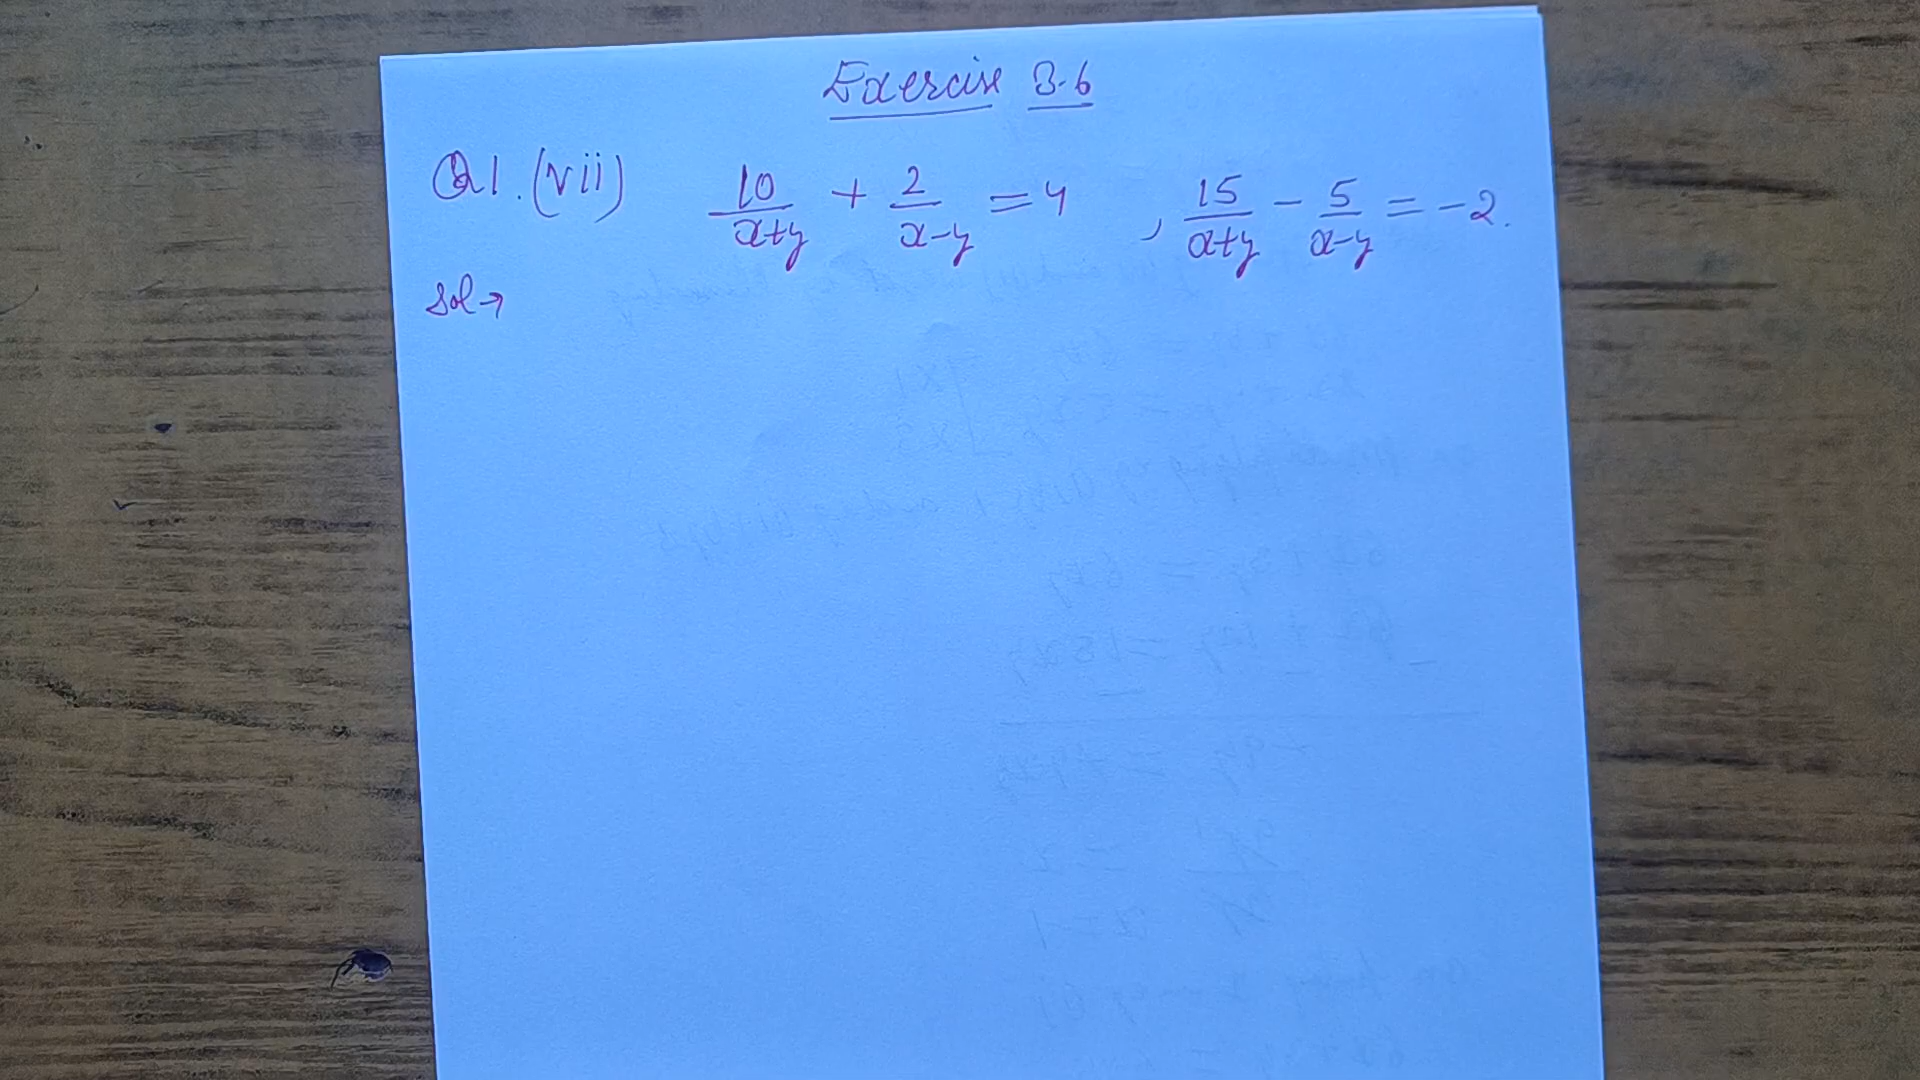 Exercise 3.6
Q1.(vii) 10/(x+y) + 2/(x-y) = 4 , 15/(x+y) - 5/(x-y) = -2.
Sol →